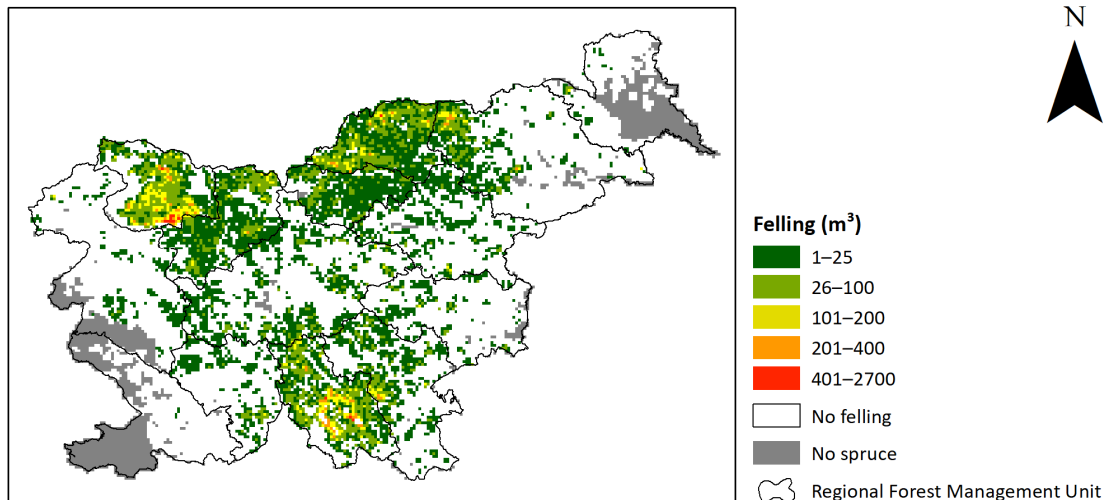 N
Felling (m³)
1–25
26–100
101–200
201–400
401–2700
No felling
No spruce
Regional Forest Management Unit